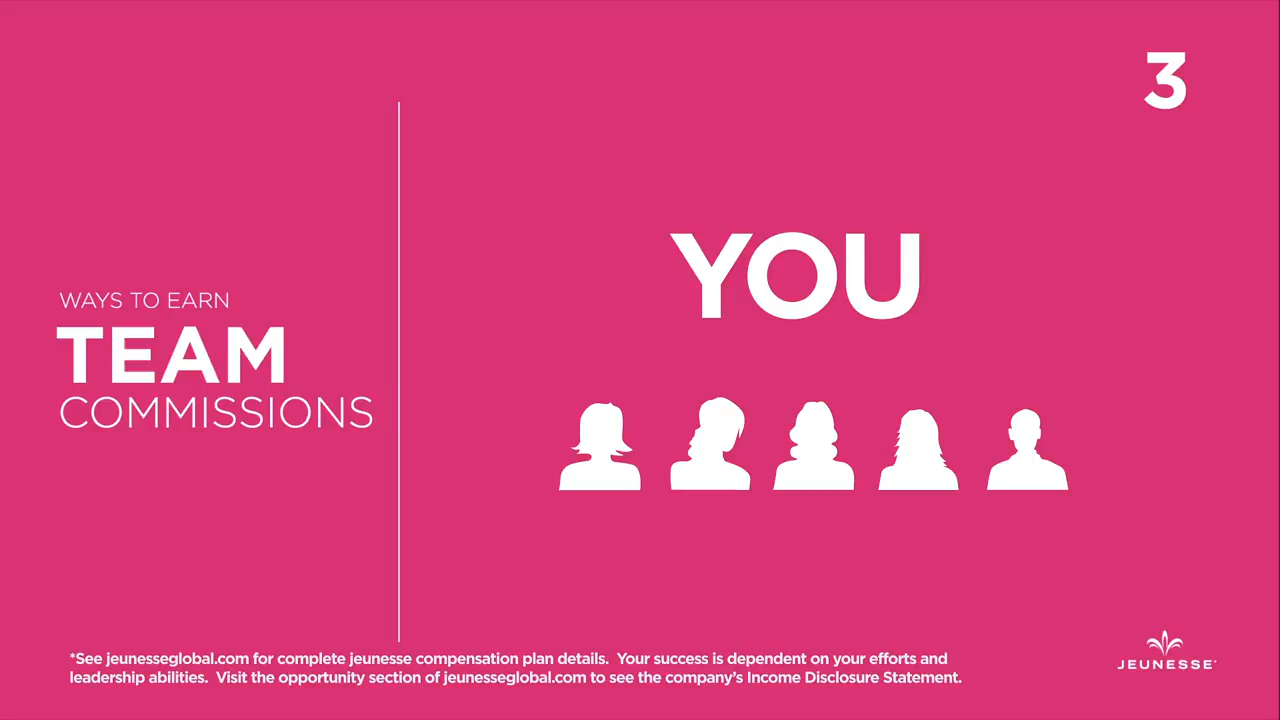 3
YOU
WAYS TO EARN
TEAM
COMMISSIONS
*See jeunesseglobal.com for complete jeunesse compensation plan details.  Your success is dependent on your efforts and
leadership abilities.  Visit the opportunity section of jeunesseglobal.com to see the company's Income Disclosure Statement.
JEUNESSE